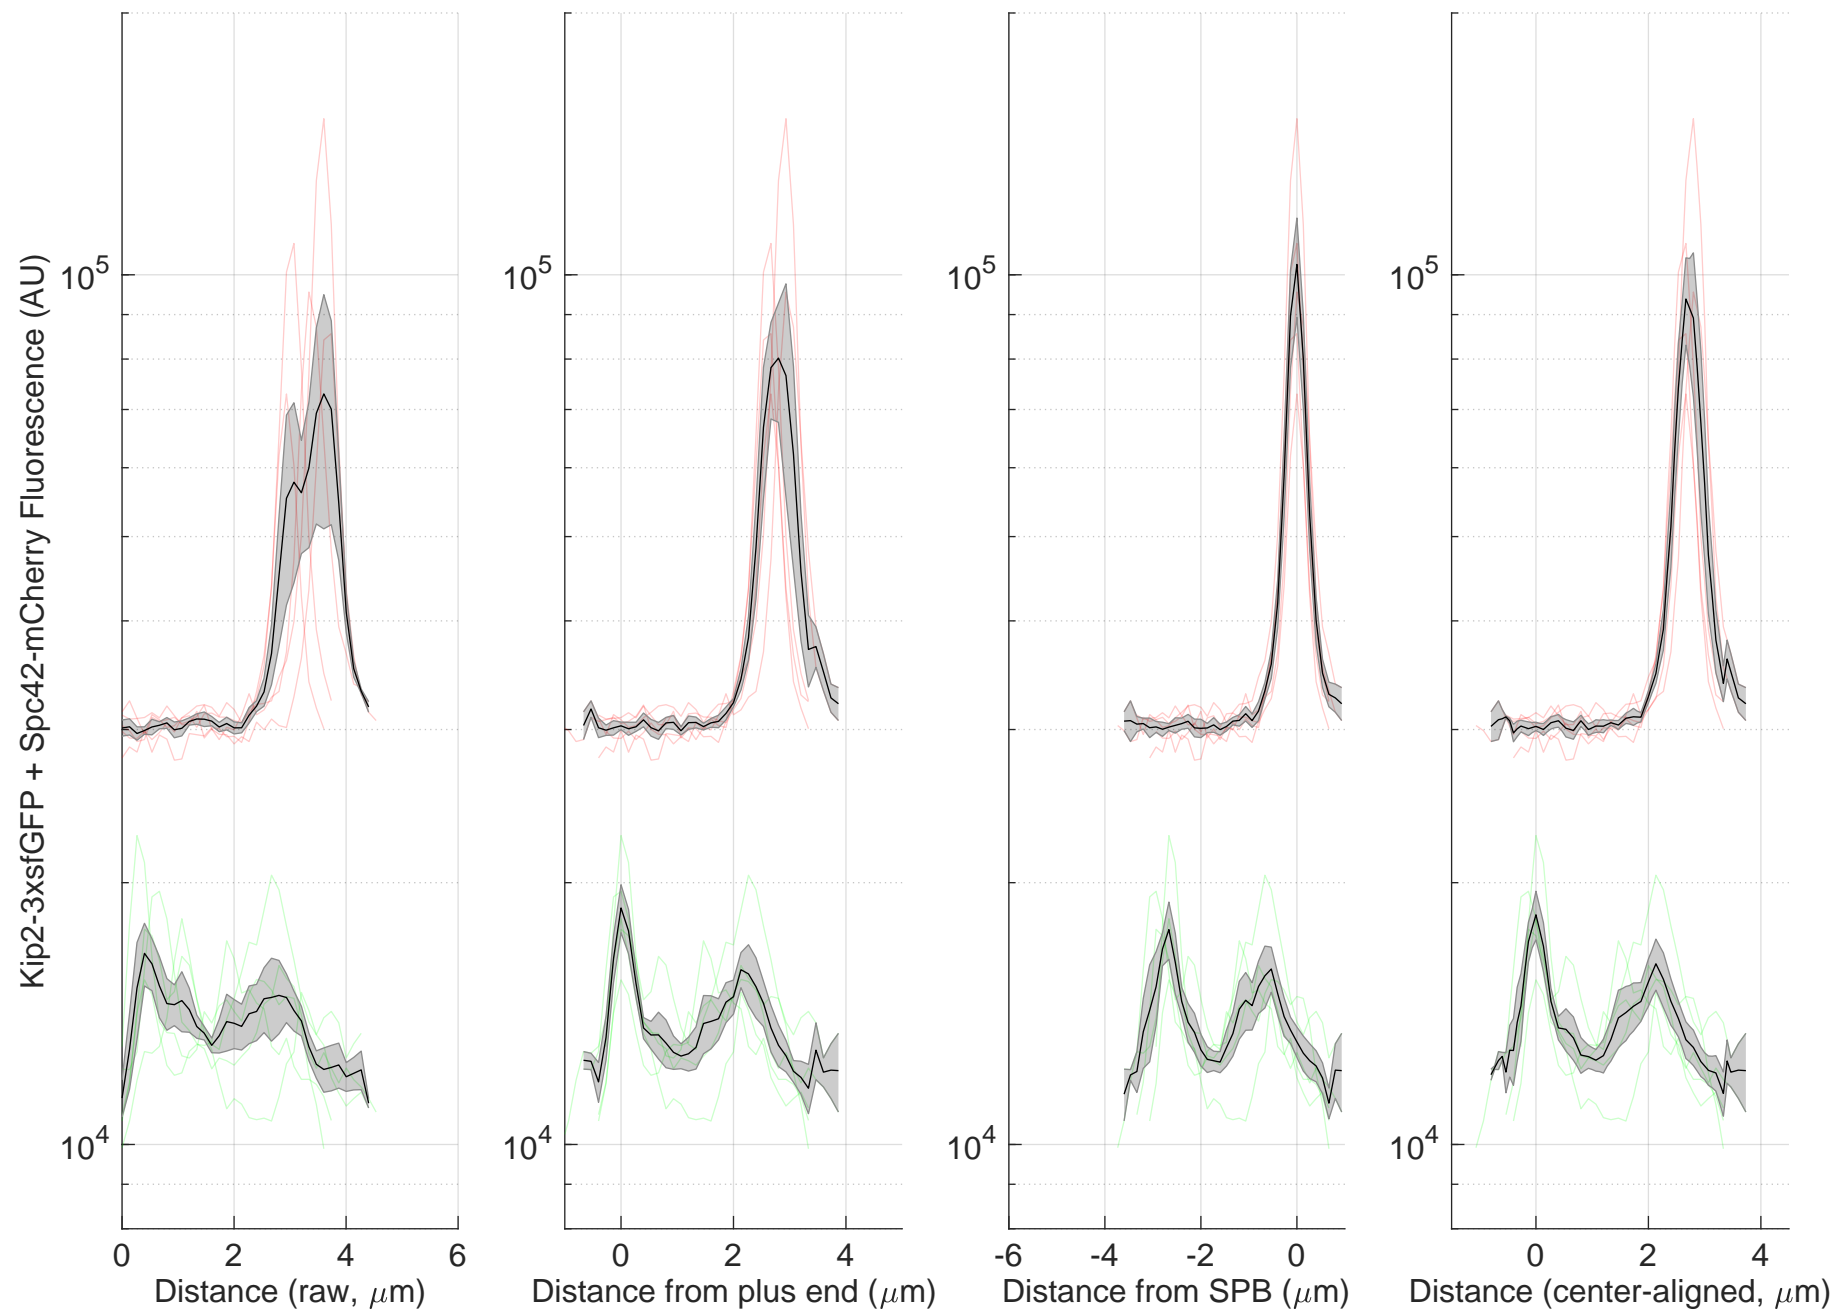 Kip2-3xsfGFP + Spc42-mCherry Fluorescence (AU)
10^5
10^4
0 2 4 6
Distance (raw, μm)
10^5
10^4
0 2 4
Distance from plus end (μm)
10^5
10^4
-6 -4 -2 0
Distance from SPB (μm)
10^5
10^4
0 2 4
Distance (center-aligned, μm)